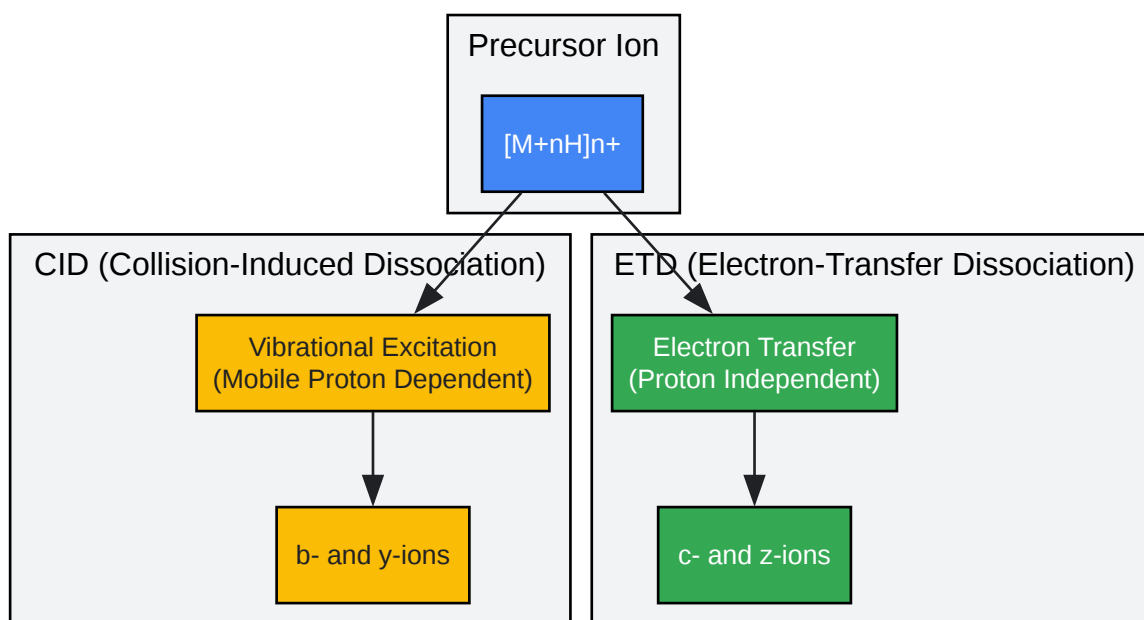 Precursor Ion
[M+nH]n+
CID (Collision-Induced Dissociation)
ETD (Electron-Transfer Dissociation)
Vibrational Excitation
(Mobile Proton Dependent)
Electron Transfer
(Proton Independent)
b- and y-ions
c- and z-ions